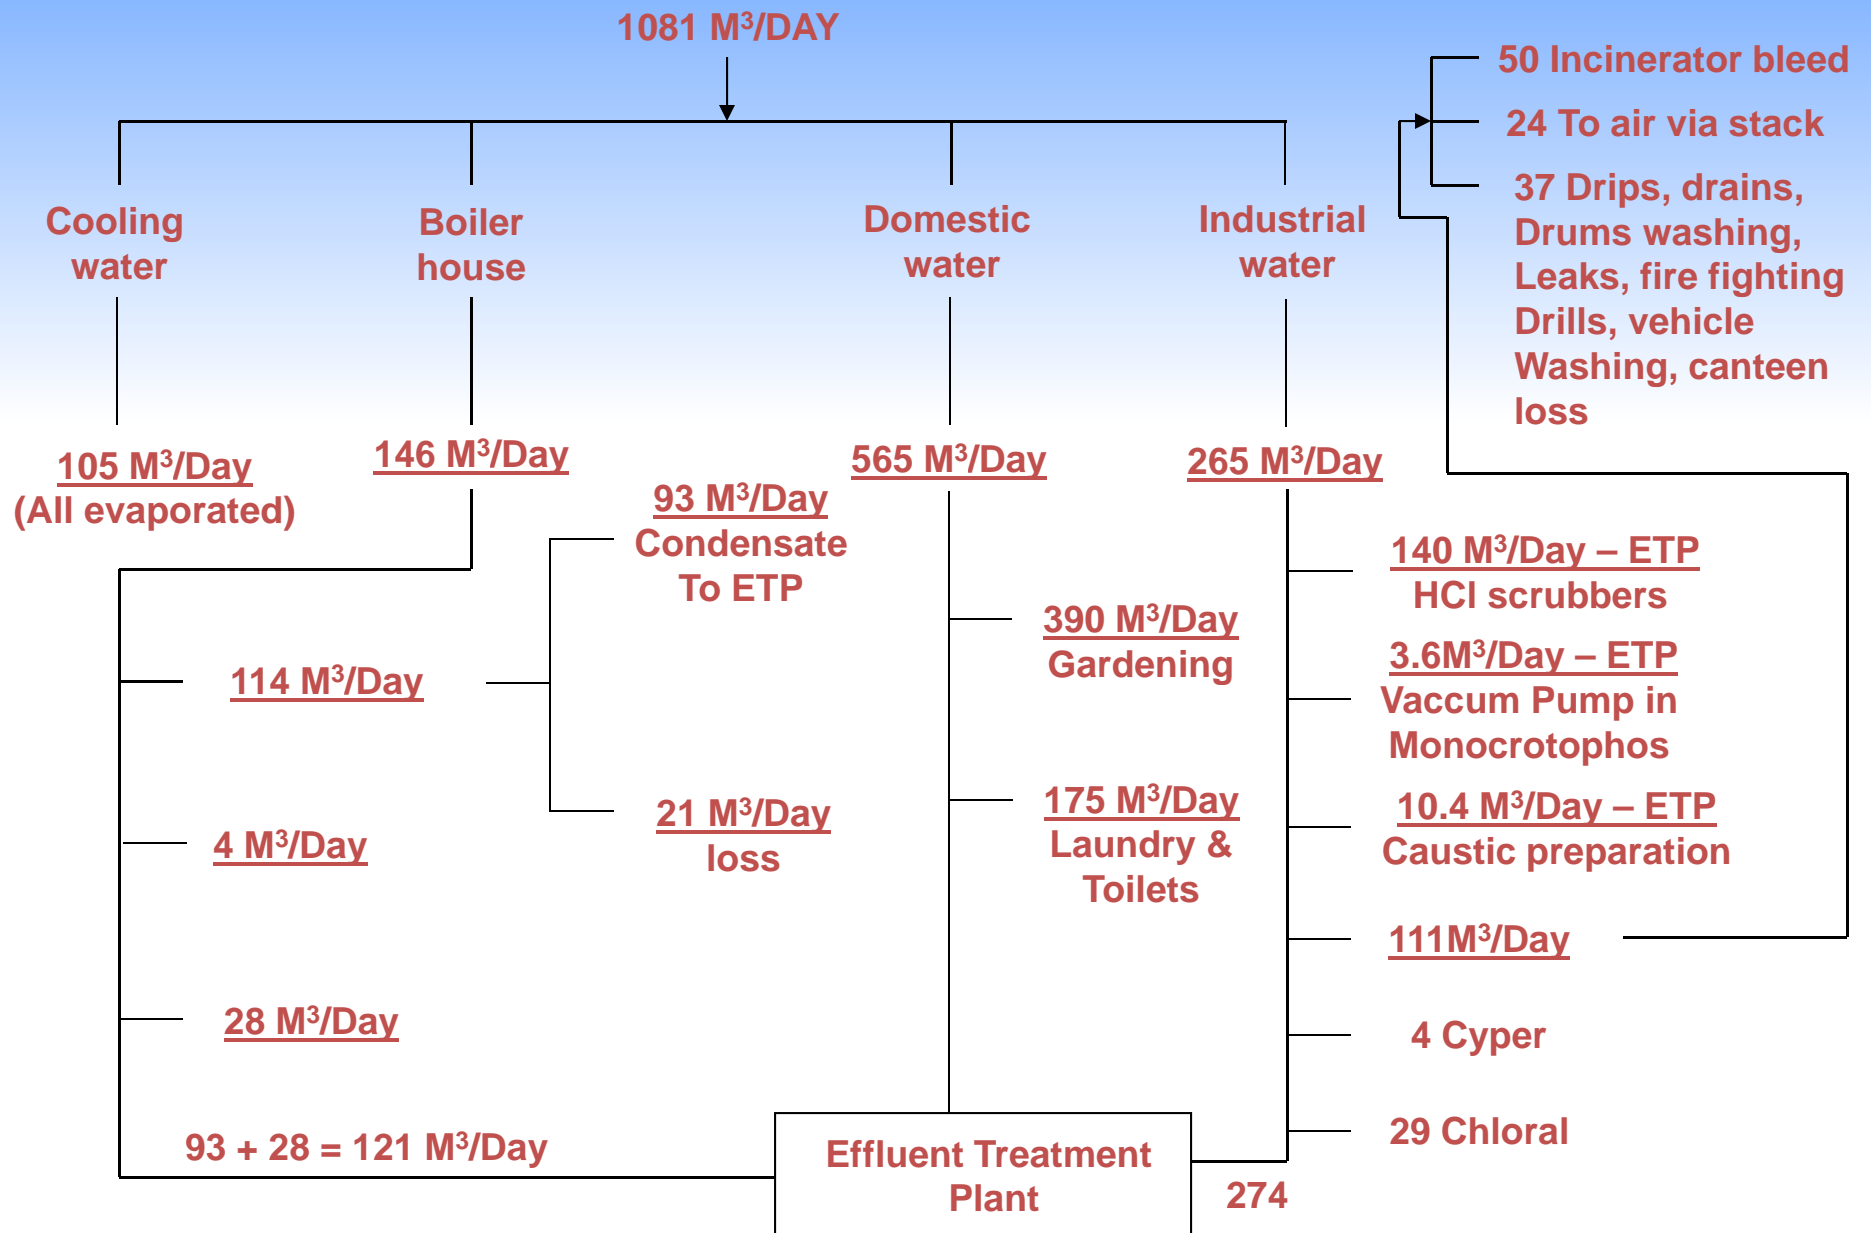 1081 M³/DAY
50 Incinerator bleed
24 To air via stack
37 Drips, drains,
Drums washing,
Leaks, fire fighting
Drills, vehicle
Washing, canteen
loss
Cooling
water
Boiler
house
Domestic
water
Industrial
water
105 M³/Day
(All evaporated)
146 M³/Day
565 M³/Day
265 M³/Day
93 M³/Day
Condensate
To ETP
114 M³/Day
21 M³/Day
loss
4 M³/Day
28 M³/Day
390 M³/Day
Gardening
175 M³/Day
Laundry &
Toilets
140 M³/Day – ETP
HCl scrubbers
3.6M³/Day – ETP
Vaccum Pump in
Monocrotophos
10.4 M³/Day – ETP
Caustic preparation
111M³/Day
4 Cyper
29 Chloral
93 + 28 = 121 M³/Day
Effluent Treatment
Plant
274